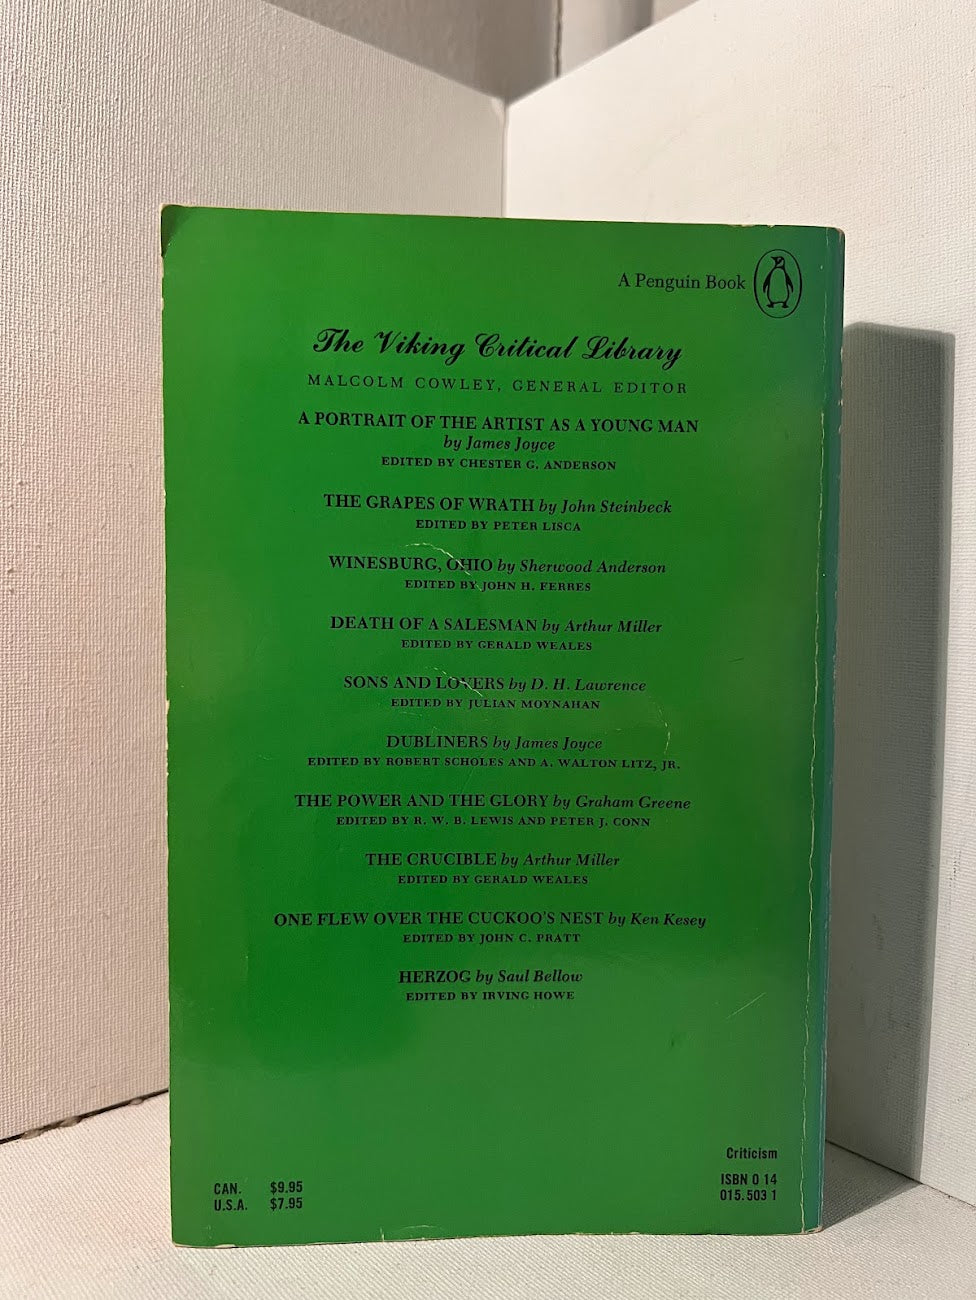 A Penguin Book
The Viking Critical Library
MALCOLM COWLEY, GENERAL EDITOR
A PORTRAIT OF THE ARTIST AS A YOUNG MAN
by James Joyce
EDITED BY CHESTER G. ANDERSON
THE GRAPES OF WRATH by John Steinbeck
EDITED BY PETER LISCA
WINESBURG, OHIO by Sherwood Anderson
EDITED BY JOHN H. FERRES
DEATH OF A SALESMAN by Arthur Miller
EDITED BY GERALD WEALES
SONS AND LOVERS by D. H. Lawrence
EDITED BY JULIAN MOYNAHAN
DUBLINERS by James Joyce
EDITED BY ROBERT SCHOLES AND A. WALTON LITZ, JR.
THE POWER AND THE GLORY by Graham Greene
EDITED BY R. W. B. LEWIS AND PETER J. CONN
THE CRUCIBLE by Arthur Miller
EDITED BY GERALD WEALES
ONE FLEW OVER THE CUCKOO'S NEST by Ken Kesey
EDITED BY JOHN C. PRATT
HERZOG by Saul Bellow
EDITED BY IRVING HOWE
CAN. $9.95
U.S.A. $7.95
Criticism
ISBN 0 14
015.503 1